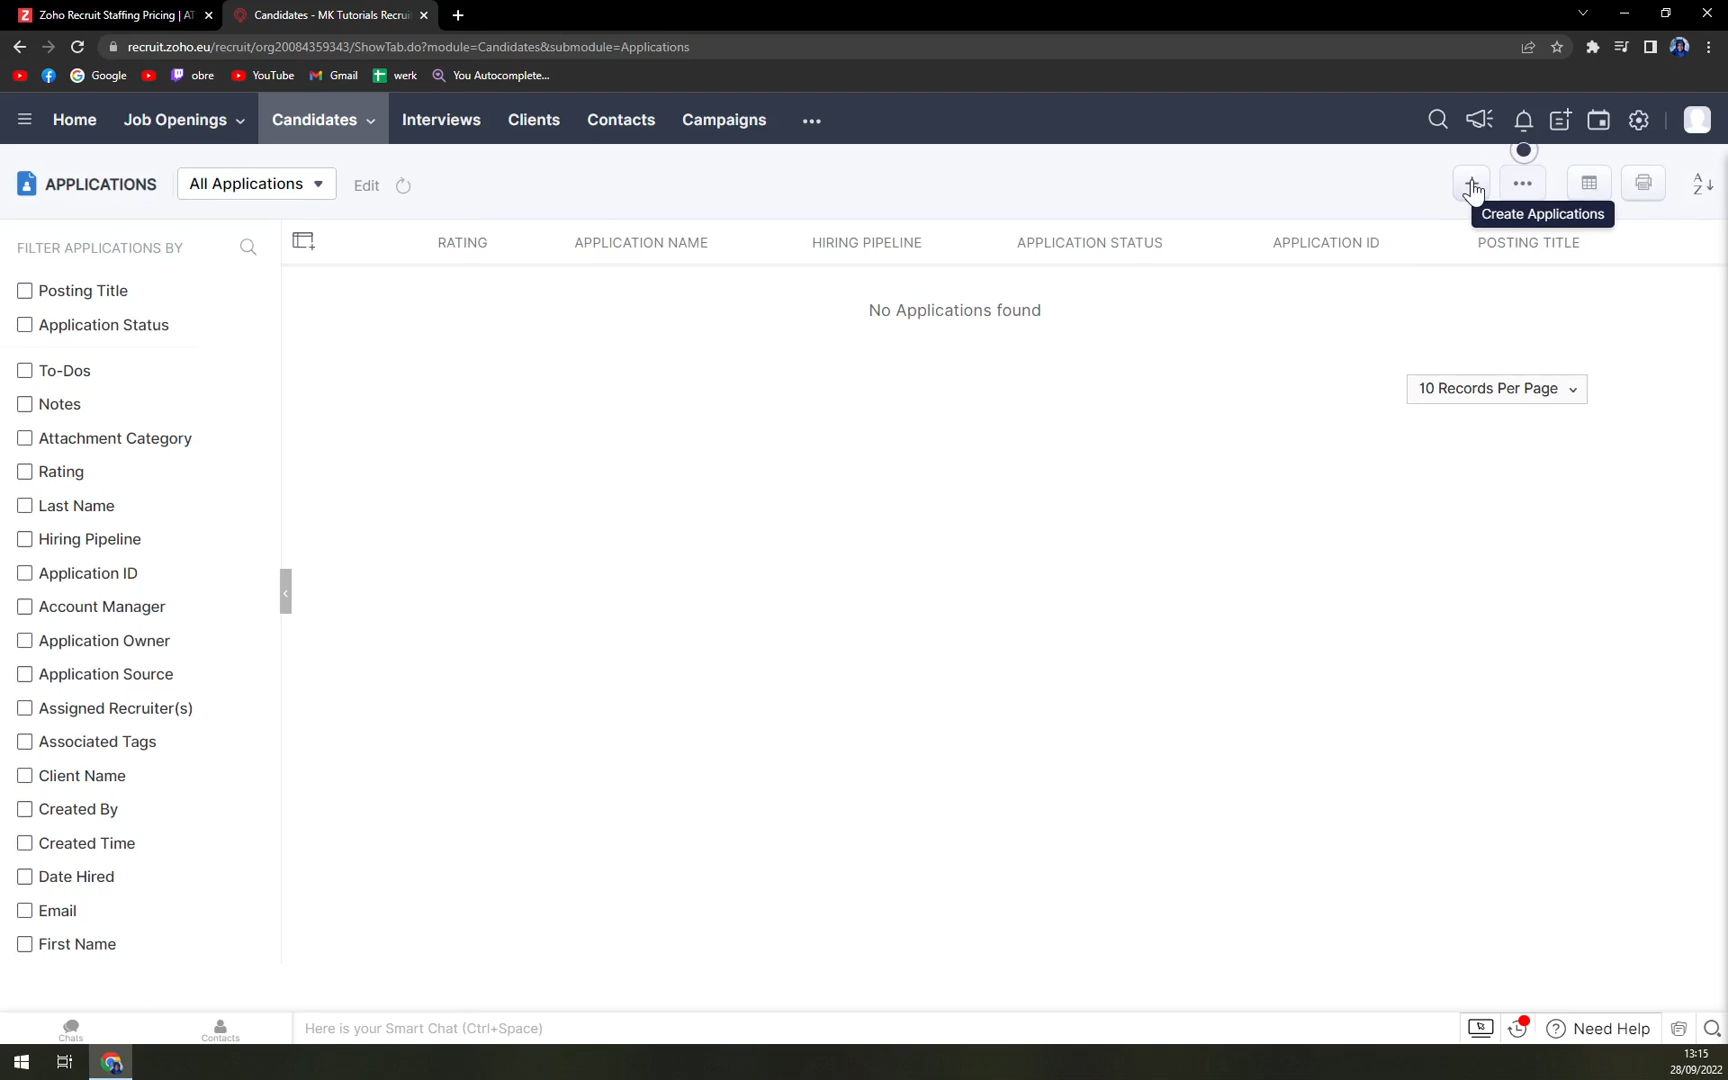 Zoho Recruit Staffing Pricing | AT
Candidates - MK Tutorials Recrui
recruit.zoho.eu/recruit/org20084359343/ShowTab.do?module=Candidates&submodule=Applications
Google
obre
YouTube
Gmail
werk
You Autocomplete...
Home
Job Openings
Candidates
Interviews
Clients
Contacts
Campaigns
APPLICATIONS
All Applications
Edit
Create Applications
FILTER APPLICATIONS BY
RATING
APPLICATION NAME
HIRING PIPELINE
APPLICATION STATUS
APPLICATION ID
POSTING TITLE
No Applications found
10 Records Per Page
Posting Title
Application Status
To-Dos
Notes
Attachment Category
Rating
Last Name
Hiring Pipeline
Application ID
Account Manager
Application Owner
Application Source
Assigned Recruiter(s)
Associated Tags
Client Name
Created By
Created Time
Date Hired
Email
First Name
Chats
Contacts
Here is your Smart Chat (Ctrl+Space)
Need Help
13:15
28/09/2022